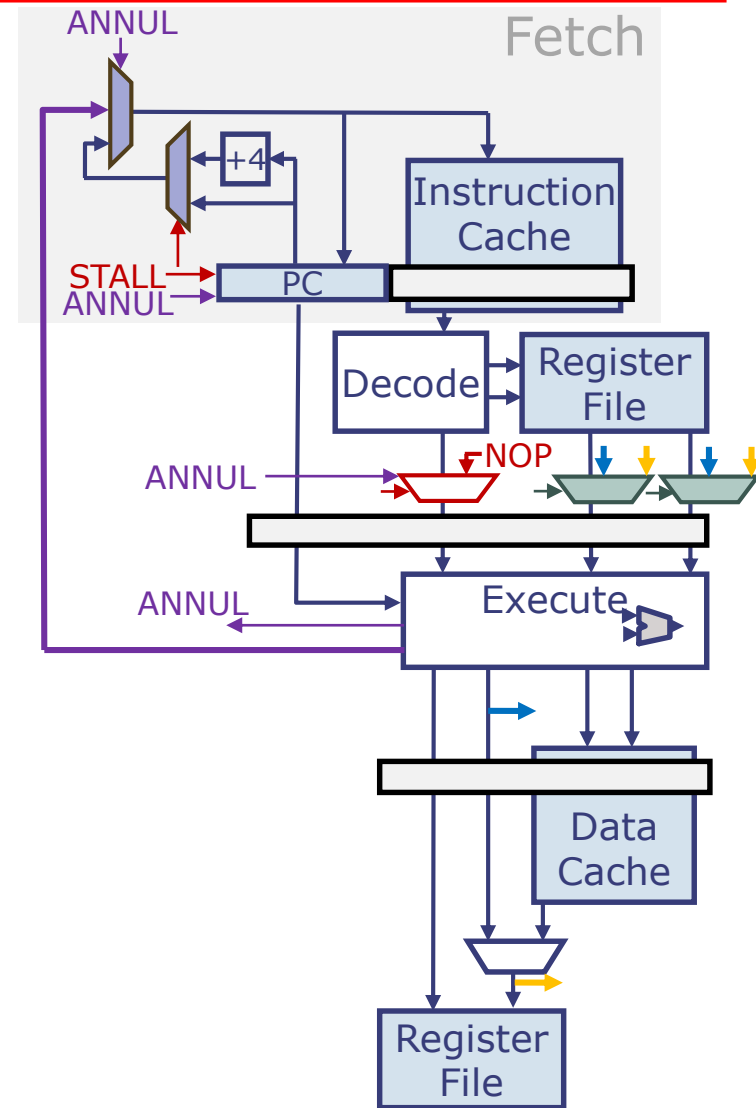 ANNUL
Fetch
+4
Instruction
Cache
STALL
ANNUL
PC
Decode
Register
File
NOP
ANNUL
Execute
ANNUL
Data
Cache
Register
File